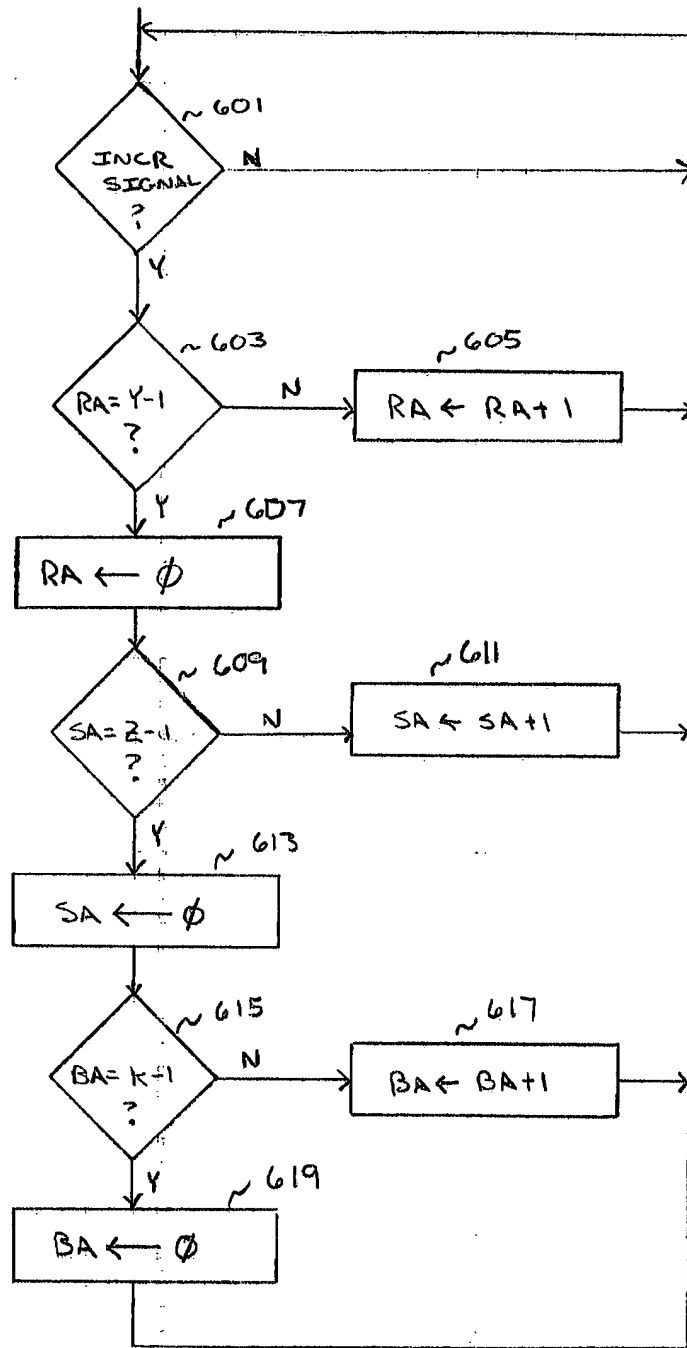 ~ 601
INCR
SIGNAL
?
N
Y
~ 603
RA = Y-1
?
N
~ 605
RA ← RA+1
Y
~ 607
RA ← ∅
~ 609
SA = Z-1
?
N
~ 611
SA ← SA+1
Y
~ 613
SA ← ∅
~ 615
BA = K-1
?
N
~ 617
BA ← BA+1
Y
~ 619
BA ← ∅